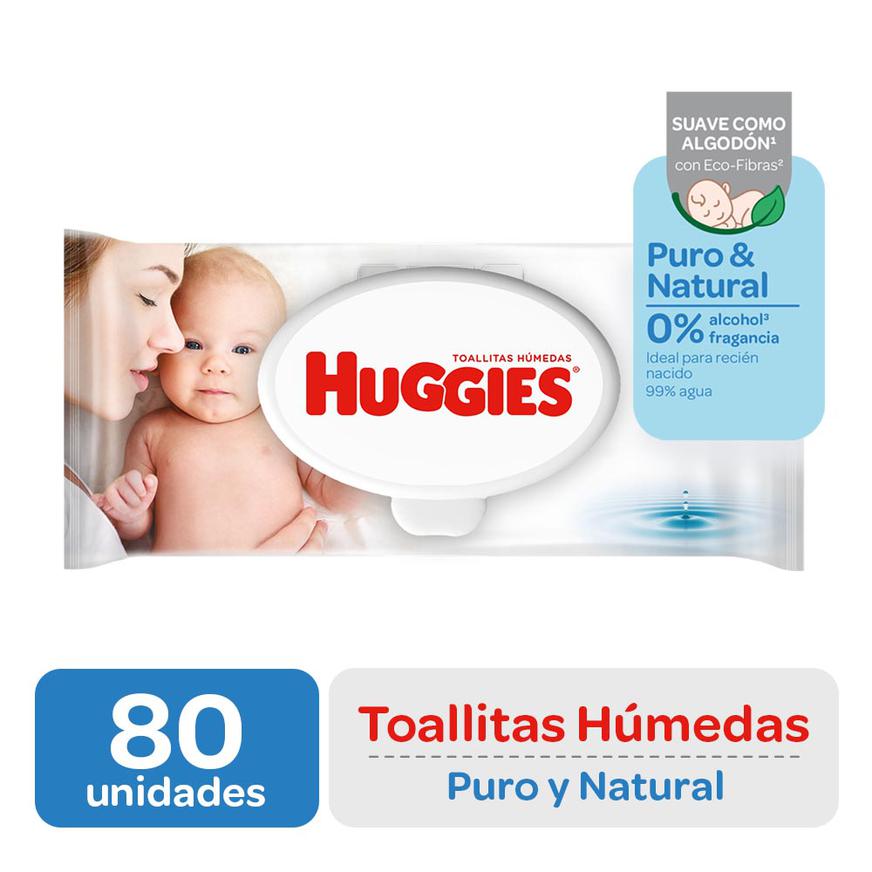 SUAVE COMO
ALGODÓN¹
con Eco-Fibras²
Puro &
Natural
0% alcohol³
fragancia
Ideal para recién
nacido
99% agua
TOALLITAS HÚMEDAS
HUGGIES®
80
unidades
Toallitas Húmedas
Puro y Natural